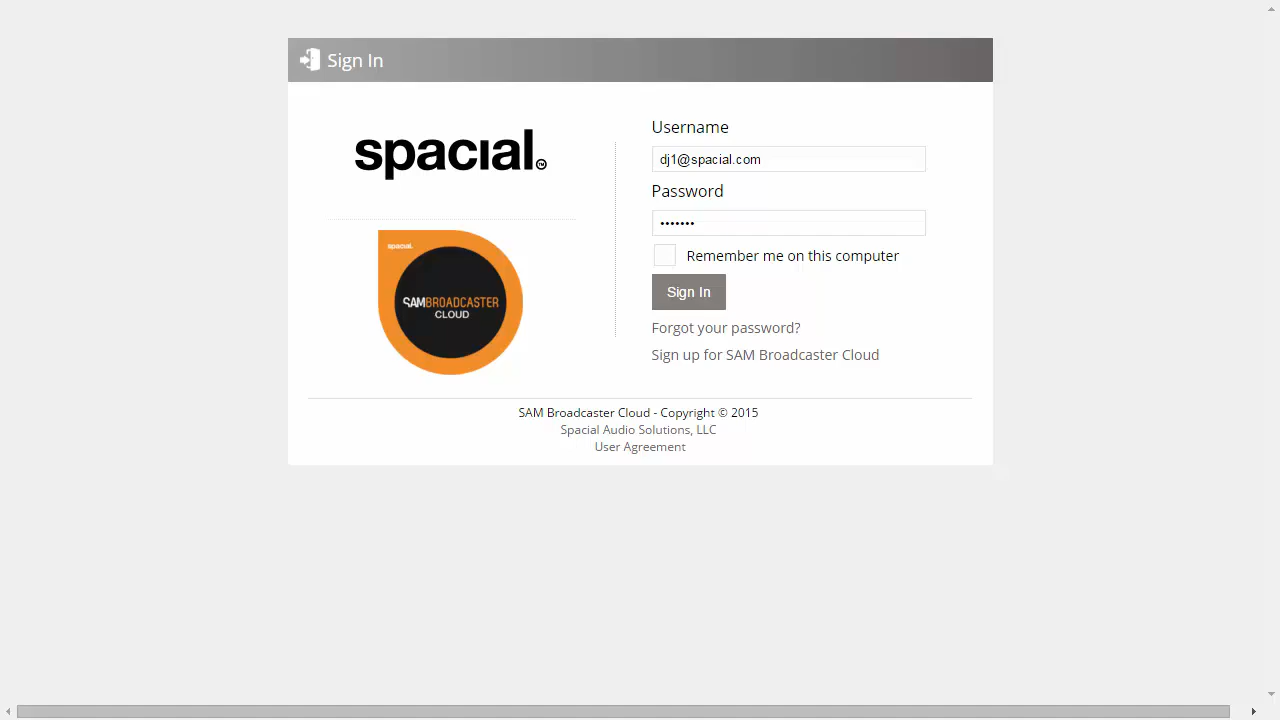 Sign In
spacial.
TM
spacial.
SAMBROADCASTER
CLOUD
Username
dj1@spacial.com
Password
•••••••
Remember me on this computer
Sign In
Forgot your password?
Sign up for SAM Broadcaster Cloud
SAM Broadcaster Cloud - Copyright © 2015
Spacial Audio Solutions, LLC
User Agreement